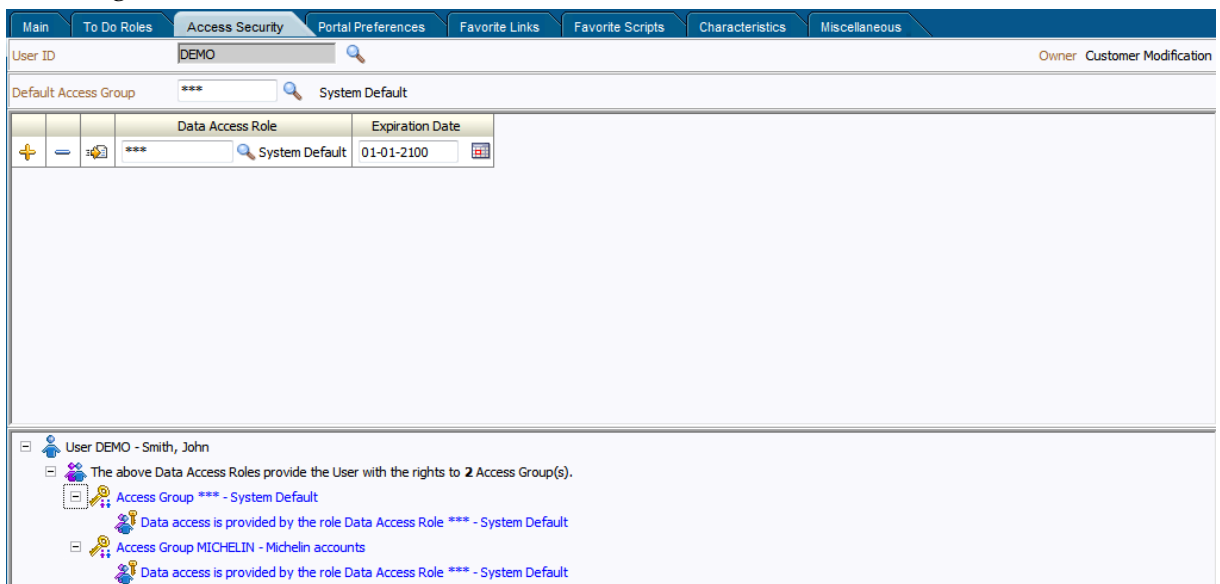 Main To Do Roles Access Security Portal Preferences Favorite Links Favorite Scripts Characteristics Miscellaneous
User ID DEMO Owner Customer Modification
Default Access Group *** System Default
Data Access Role Expiration Date
*** System Default 01-01-2100
User DEMO - Smith, John
The above Data Access Roles provide the User with the rights to 2 Access Group(s).
Access Group *** - System Default
Data access is provided by the role Data Access Role *** - System Default
Access Group MICHELIN - Michelin accounts
Data access is provided by the role Data Access Role *** - System Default